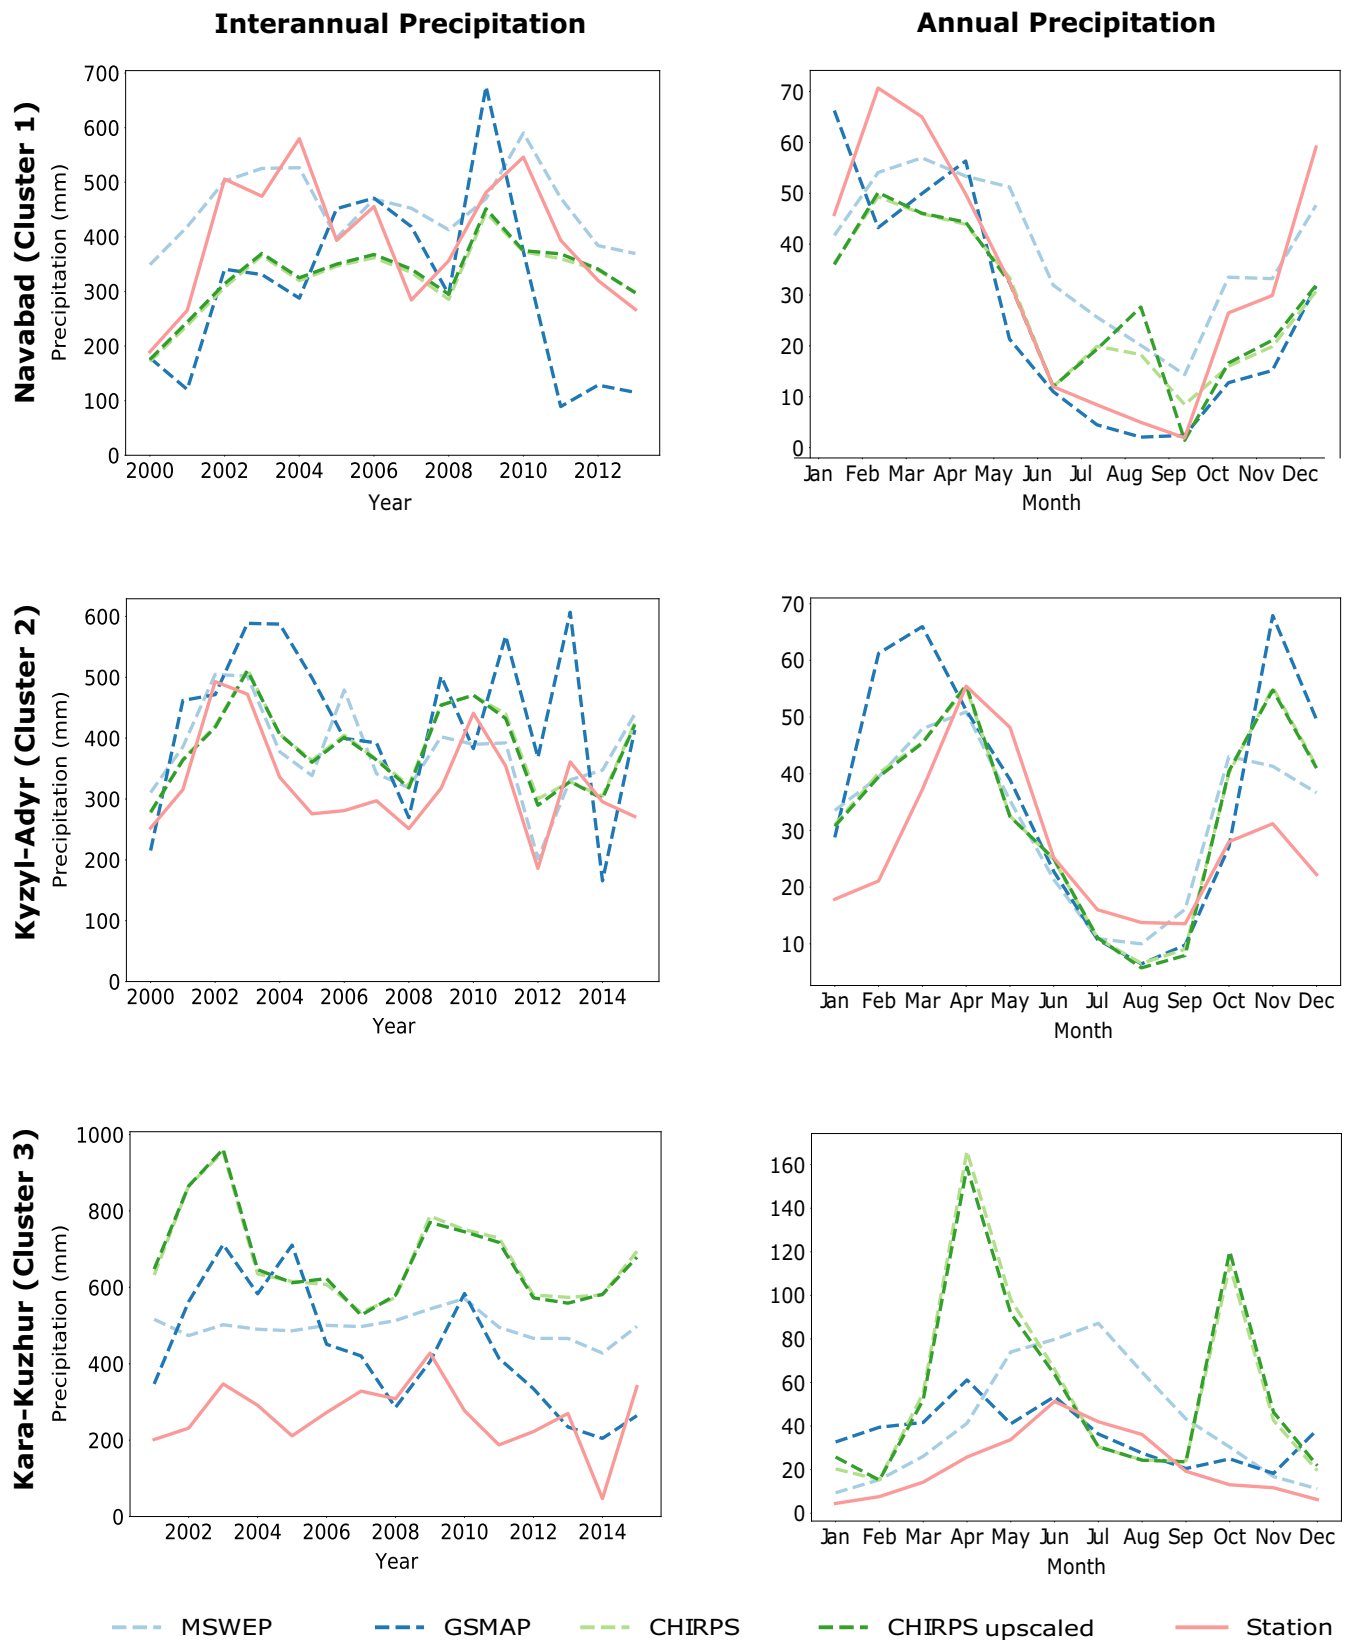 Interannual Precipitation
Annual Precipitation
Navabad (Cluster 1)
Precipitation (mm)
700
600
500
400
300
200
100
0
2000 2002 2004 2006 2008 2010 2012
Year
70
60
50
40
30
20
10
0
Jan Feb Mar Apr May Jun Jul Aug Sep Oct Nov Dec
Month
Kyzyl-Adyr (Cluster 2)
Precipitation (mm)
600
500
400
300
200
100
0
2000 2002 2004 2006 2008 2010 2012 2014
Year
70
60
50
40
30
20
10
Jan Feb Mar Apr May Jun Jul Aug Sep Oct Nov Dec
Month
Kara-Kuzhur (Cluster 3)
Precipitation (mm)
1000
800
600
400
200
0
2002 2004 2006 2008 2010 2012 2014
Year
160
140
120
100
80
60
40
20
0
Jan Feb Mar Apr May Jun Jul Aug Sep Oct Nov Dec
Month
MSWEP GSMAP CHIRPS CHIRPS upscaled Station